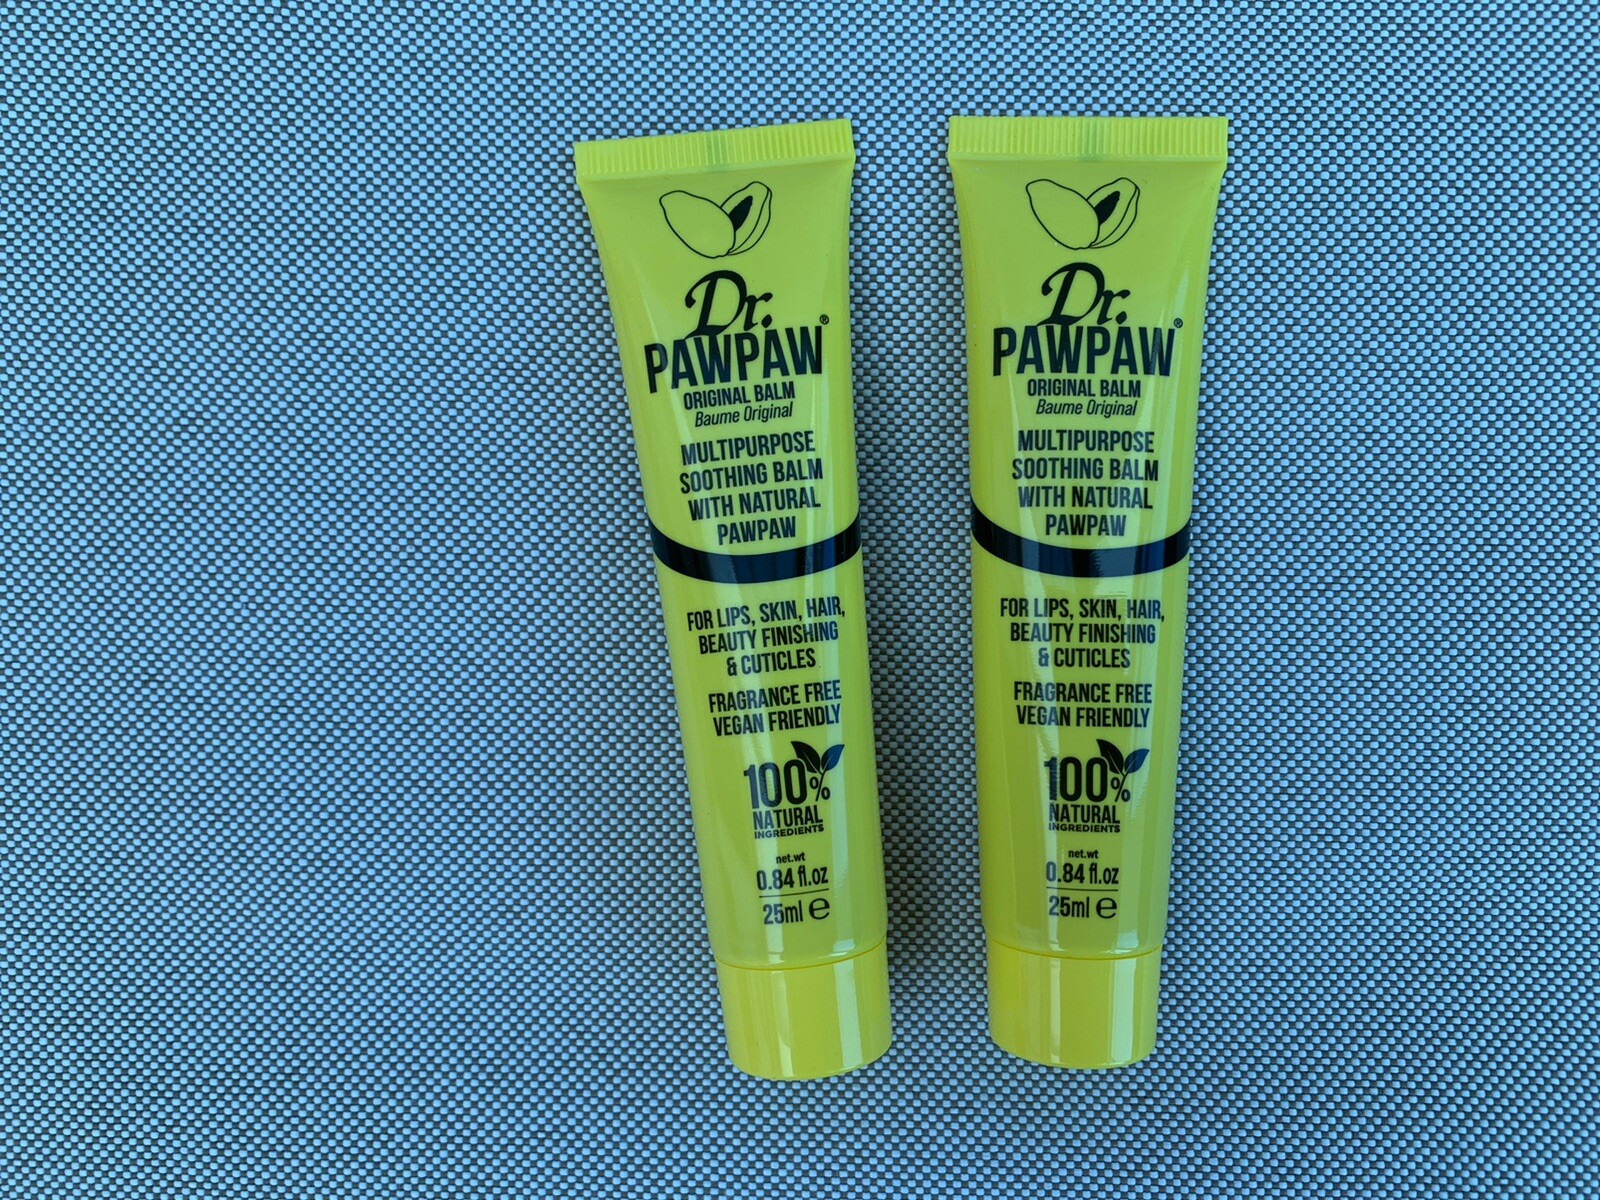 Dr.
PAWPAW®
ORIGINAL BALM
Baume Original
MULTIPURPOSE
SOOTHING BALM
WITH NATURAL
PAWPAW
FOR LIPS, SKIN, HAIR,
BEAUTY FINISHING
& CUTICLES
FRAGRANCE FREE
VEGAN FRIENDLY
100%
NATURAL
INGREDIENTS
net.wt
0.84 fl.oz
25ml ℮
Dr.
PAWPAW®
ORIGINAL BALM
Baume Original
MULTIPURPOSE
SOOTHING BALM
WITH NATURAL
PAWPAW
FOR LIPS, SKIN, HAIR,
BEAUTY FINISHING
& CUTICLES
FRAGRANCE FREE
VEGAN FRIENDLY
100%
NATURAL
INGREDIENTS
net.wt
0.84 fl.oz
25ml ℮